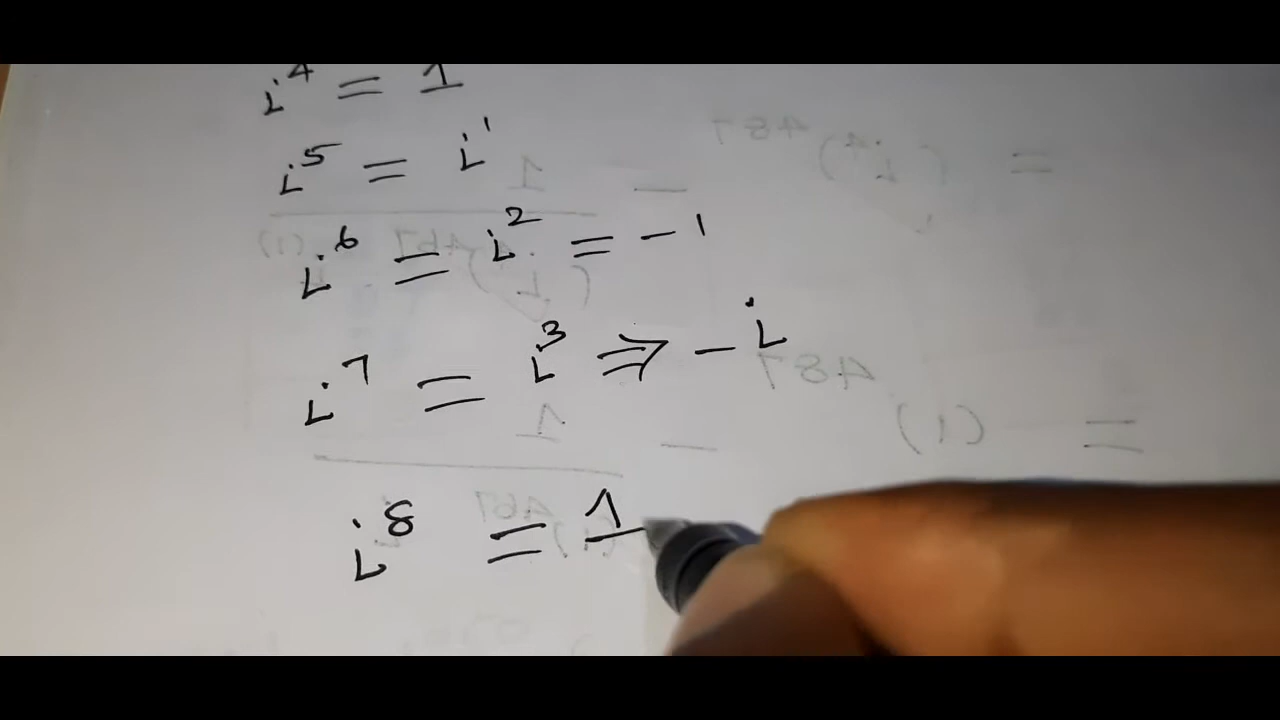 i⁴ = 1
i⁵ = i¹
i⁶ = i² = -1
i⁷ = i³ ⇒ -i
i⁸ = 1